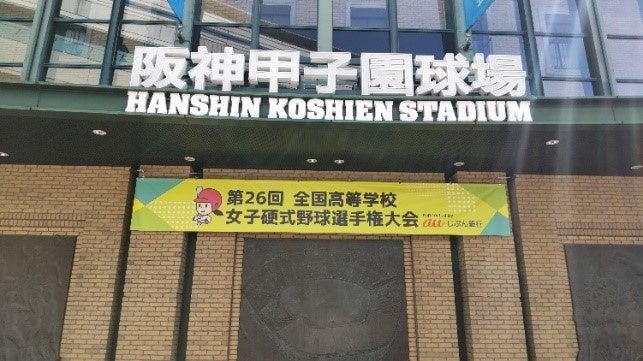 阪神甲子園球場
HANSHIN KOSHIEN STADIUM
第26回 全国高等学校
女子硬式野球選手権大会
au じぶん銀行